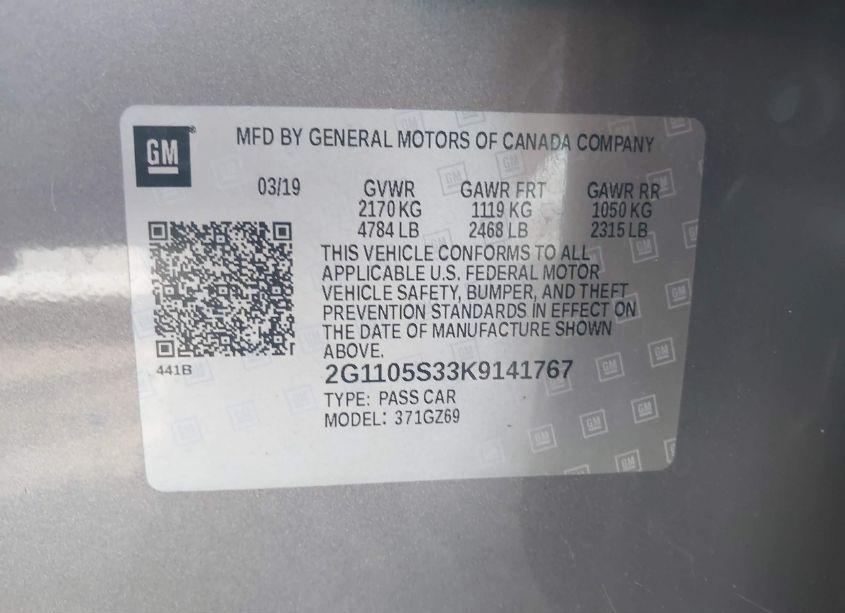 GM
MFD BY GENERAL MOTORS OF CANADA COMPANY
03/19 GVWR GAWR FRT GAWR RR
2170 KG 1119 KG 1050 KG
4784 LB 2468 LB 2315 LB
THIS VEHICLE CONFORMS TO ALL
APPLICABLE U.S. FEDERAL MOTOR
VEHICLE SAFETY, BUMPER, AND THEFT
PREVENTION STANDARDS IN EFFECT ON
THE DATE OF MANUFACTURE SHOWN
ABOVE.
441B
2G1105S33K9141767
TYPE: PASS CAR
MODEL: 371GZ69